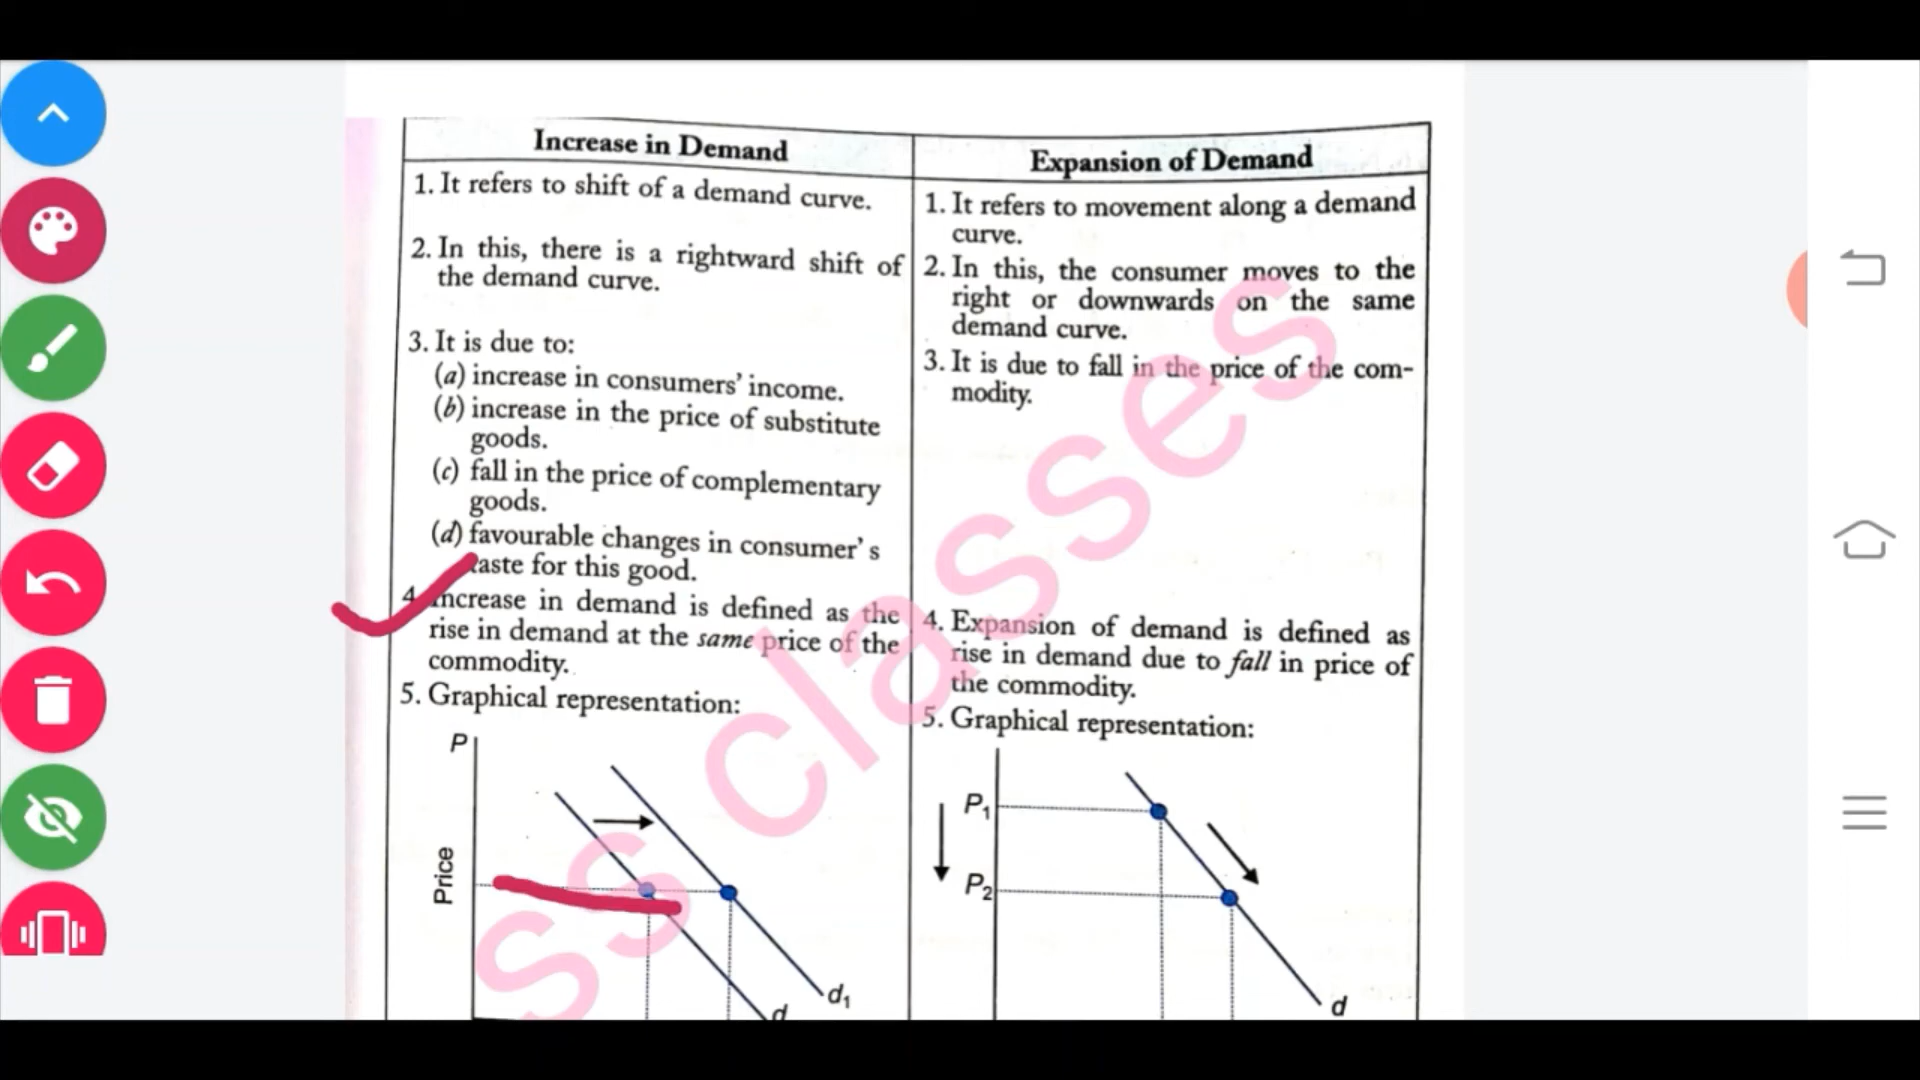 Increase in Demand
1. It refers to shift of a demand curve.
2. In this, there is a rightward shift of
the demand curve.
3. It is due to:
(a) increase in consumers' income.
(b) increase in the price of substitute
goods.
(c) fall in the price of complementary
goods.
(d) favourable changes in consumer's
taste for this good.
4. Increase in demand is defined as the
rise in demand at the same price of the
commodity.
5. Graphical representation:
P
Price
d₁
d
Expansion of Demand
1. It refers to movement along a demand
curve.
2. In this, the consumer moves to the
right or downwards on the same
demand curve.
3. It is due to fall in the price of the com-
modity.
4. Expansion of demand is defined as
rise in demand due to fall in price of
the commodity.
5. Graphical representation:
P₁
P₂
d
ss classes